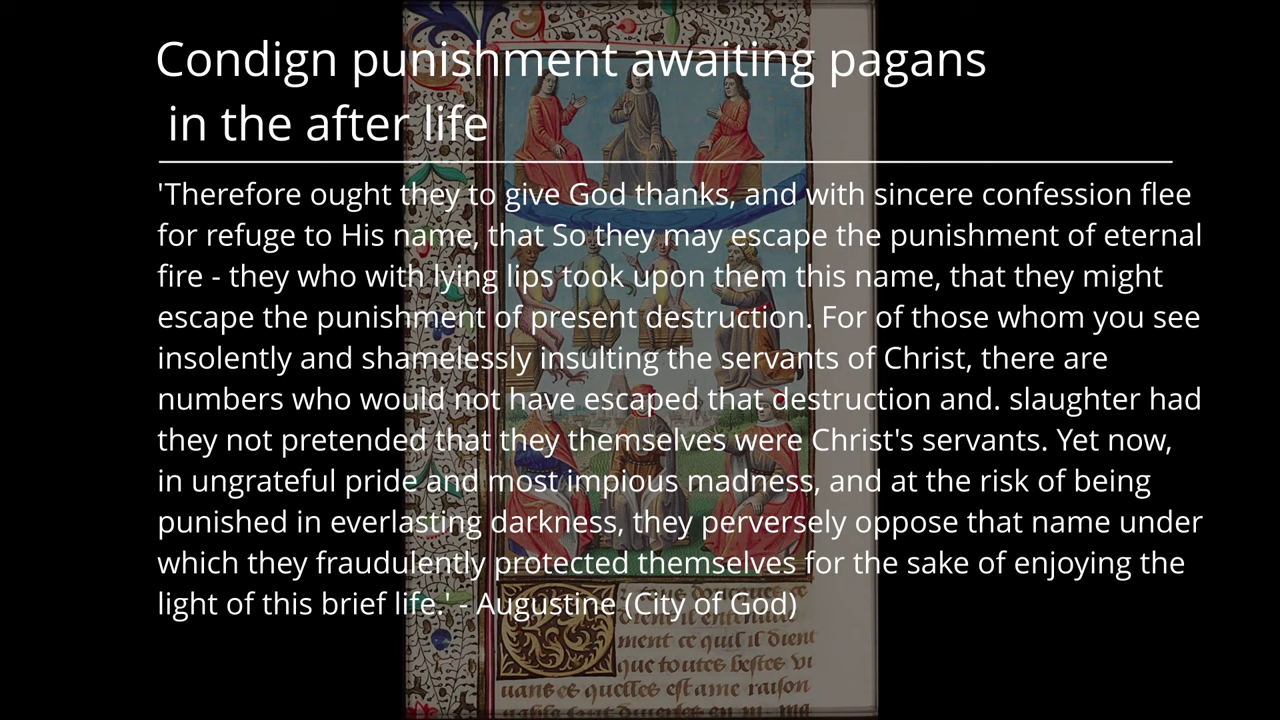 Condign punishment awaiting pagans
in the after life
'Therefore ought they to give God thanks, and with sincere confession flee
for refuge to His name, that So they may escape the punishment of eternal
fire - they who with lying lips took upon them this name, that they might
escape the punishment of present destruction. For of those whom you see
insolently and shamelessly insulting the servants of Christ, there are
numbers who would not have escaped that destruction and. slaughter had
they not pretended that they themselves were Christ's servants. Yet now,
in ungrateful pride and most impious madness, and at the risk of being
punished in everlasting darkness, they perversely oppose that name under
which they fraudulently protected themselves for the sake of enjoying the
light of this brief life.' - Augustine (City of God)
ment ce quil il dient
que toutes bestes vi
uans es quelles est ame raison